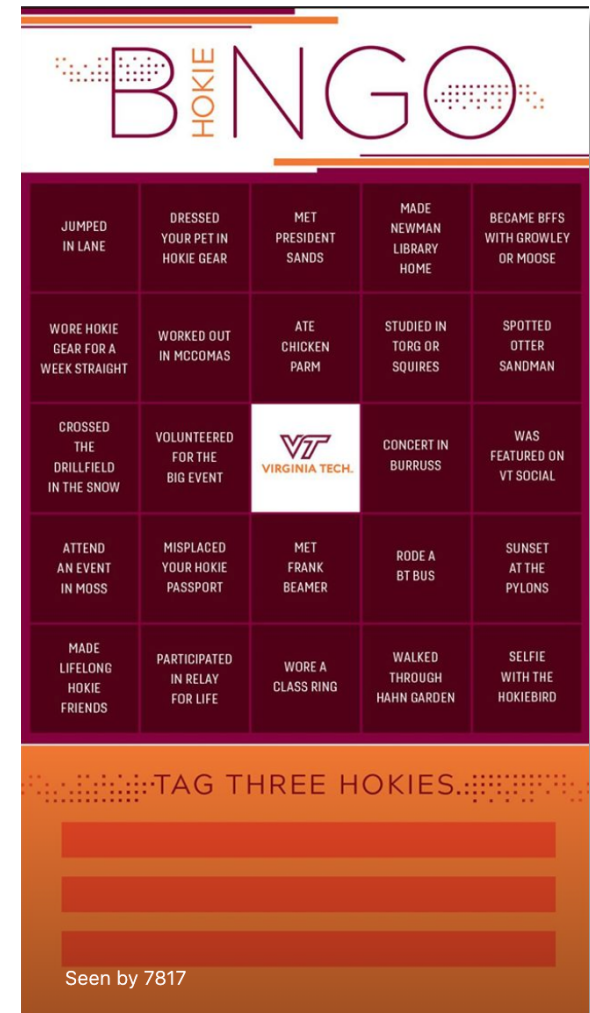 BINGO
HOKIE
JUMPED
IN LANE
DRESSED
YOUR PET IN
HOKIE GEAR
MET
PRESIDENT
SANDS
MADE
NEWMAN
LIBRARY
HOME
BECAME BFFS
WITH GROWLEY
OR MOOSE
WORE HOKIE
GEAR FOR A
WEEK STRAIGHT
WORKED OUT
IN MCCOMAS
ATE
CHICKEN
PARM
STUDIED IN
TORG OR
SQUIRES
SPOTTED
OTTER
SANDMAN
CROSSED
THE
DRILLFIELD
IN THE SNOW
VOLUNTEERED
FOR THE
BIG EVENT
VT
VIRGINIA TECH.
CONCERT IN
BURRUSS
WAS
FEATURED ON
VT SOCIAL
ATTEND
AN EVENT
IN MOSS
MISPLACED
YOUR HOKIE
PASSPORT
MET
FRANK
BEAMER
RODE A
BT BUS
SUNSET
AT THE
PYLONS
MADE
LIFELONG
HOKIE
FRIENDS
PARTICIPATED
IN RELAY
FOR LIFE
WORE A
CLASS RING
WALKED
THROUGH
HAHN GARDEN
SELFIE
WITH THE
HOKIEBIRD
TAG THREE HOKIES
Seen by 7817